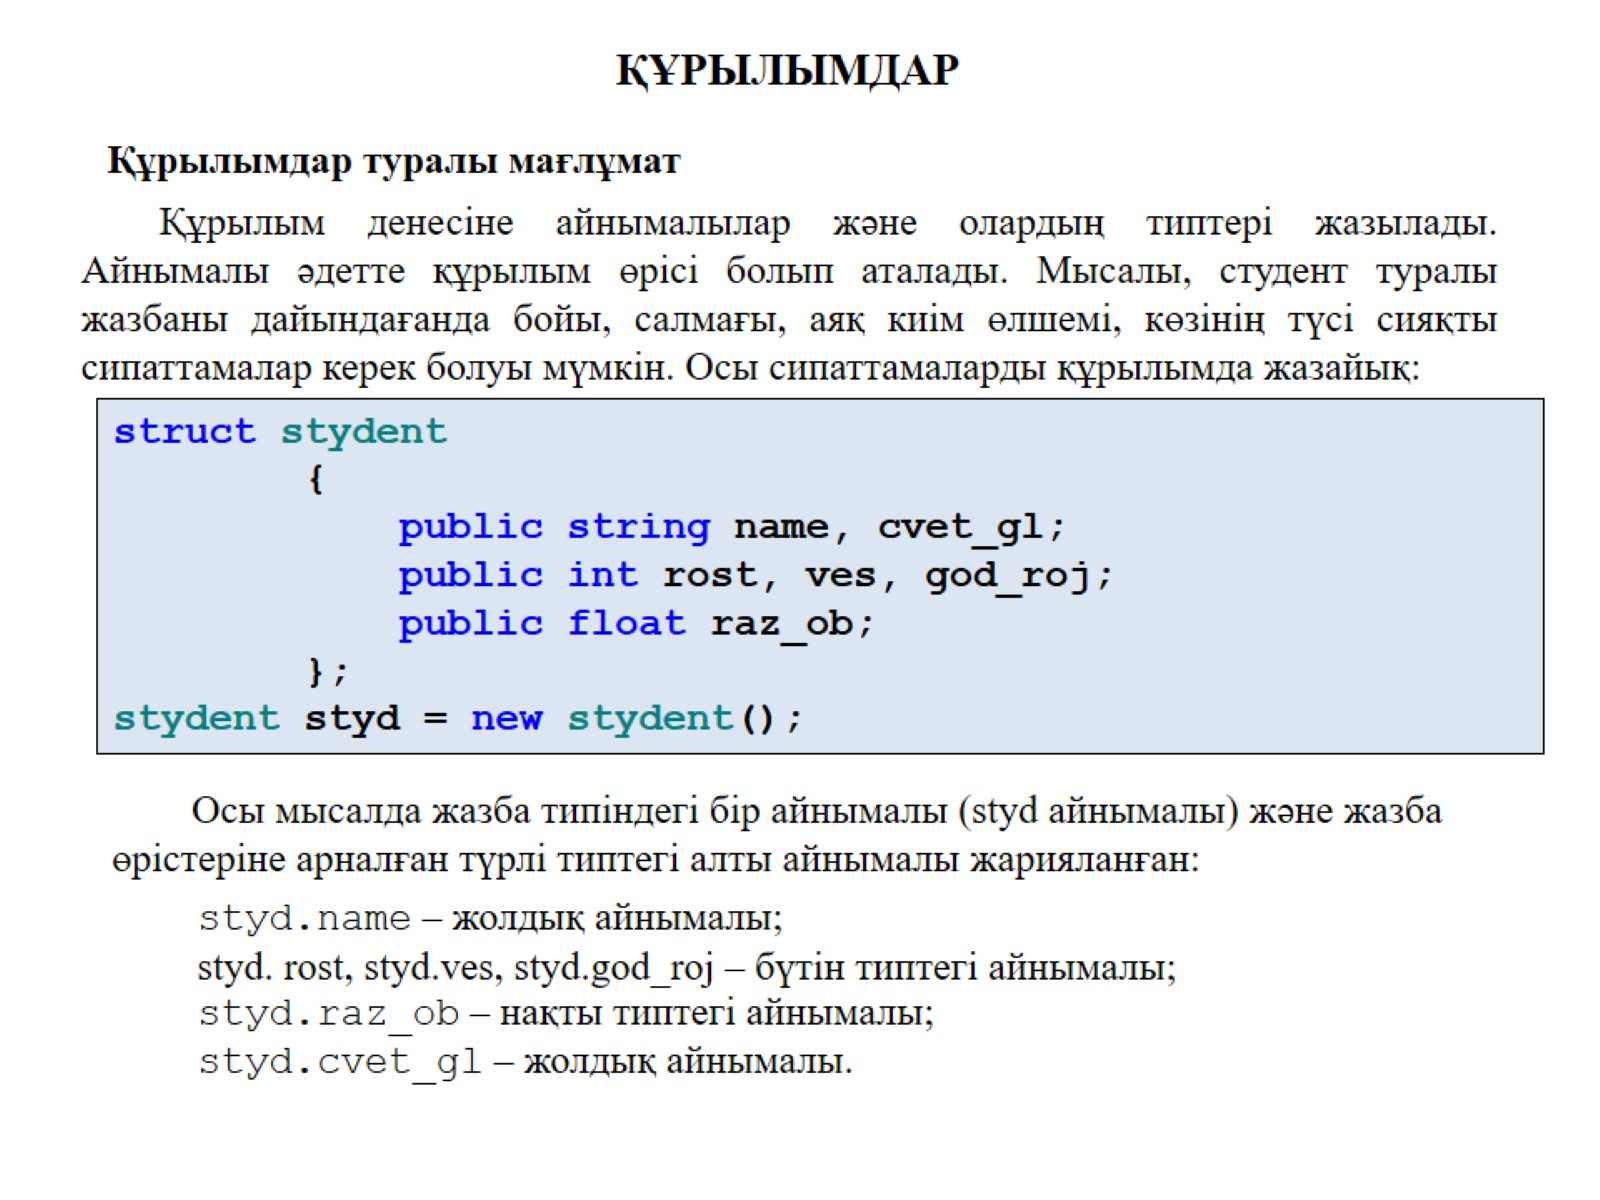 ҚҰРЫЛЫМДАР
Құрылымдар туралы мағлұмат
Құрылым денесіне айнымалылар және олардың типтері жазылады.
Айнымалы әдетте құрылым өрісі болып аталады. Мысалы, студент туралы
жазбаны дайындағанда бойы, салмағы, аяқ киім өлшемі, көзінің түсі сияқты
сипаттамалар керек болуы мүмкін. Осы сипаттамаларды құрылымда жазайық:
struct stydent
{
public string name, cvet_gl;
public int rost, ves, god_roj;
public float raz_ob;
};
stydent styd = new stydent();
Осы мысалда жазба типіндегі бір айнымалы (styd айнымалы) және жазба
өрістеріне арналған түрлі типтегі алты айнымалы жарияланған:
styd.name – жолдық айнымалы;
styd. rost, styd.ves, styd.god_roj – бүтін типтегі айнымалы;
styd.raz_ob – нақты типтегі айнымалы;
styd.cvet_gl – жолдық айнымалы.